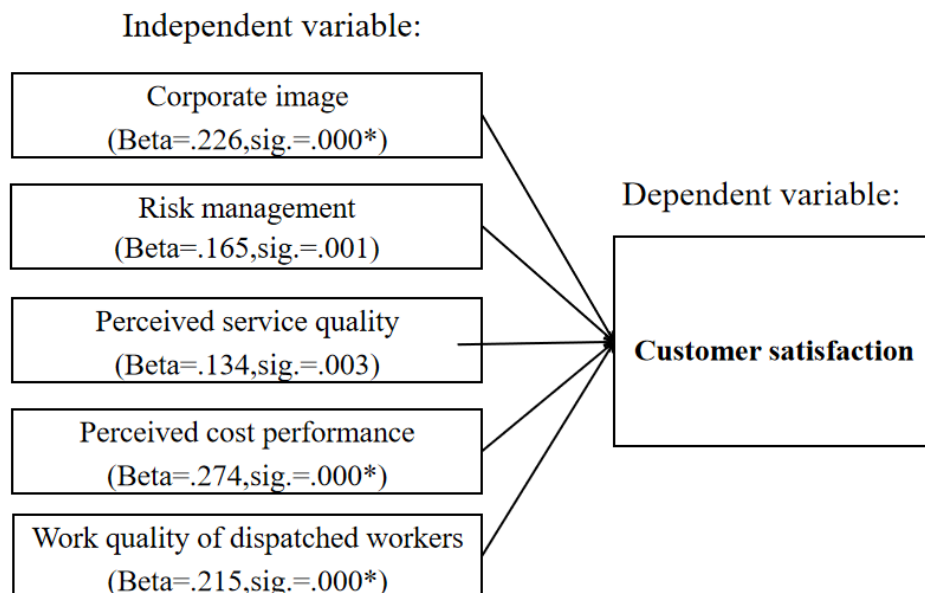 Independent variable:
Corporate image
(Beta=.226,sig.=.000*)
Risk management
(Beta=.165,sig.=.001)
Perceived service quality
(Beta=.134,sig.=.003)
Perceived cost performance
(Beta=.274,sig.=.000*)
Work quality of dispatched workers
(Beta=.215,sig.=.000*)
Dependent variable:
Customer satisfaction